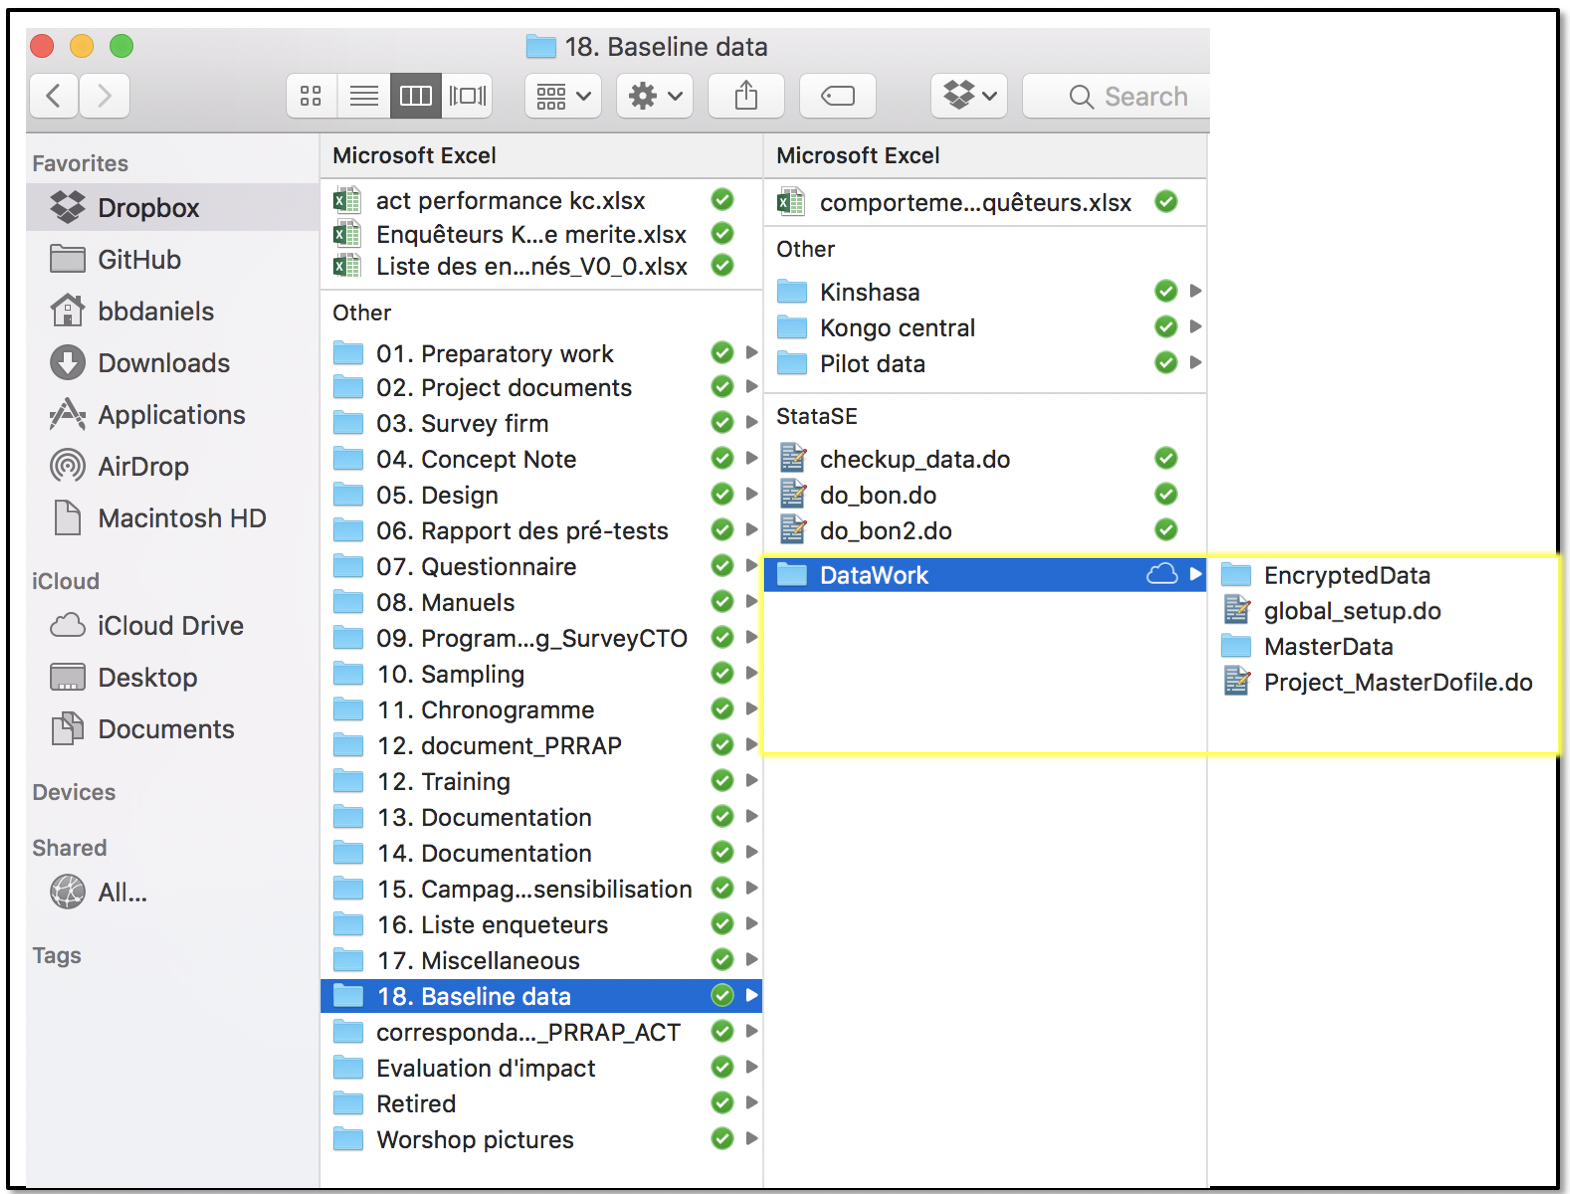 18. Baseline data
Search
Favorites
Dropbox
GitHub
bbdaniels
Downloads
Applications
AirDrop
Macintosh HD
iCloud
iCloud Drive
Desktop
Documents
Devices
Shared
All...
Tags
Microsoft Excel
act performance kc.xlsx
Enquêteurs K...e merite.xlsx
Liste des en...nés_V0_0.xlsx
Other
01. Preparatory work
02. Project documents
03. Survey firm
04. Concept Note
05. Design
06. Rapport des pré-tests
07. Questionnaire
08. Manuels
09. Program...g_SurveyCTO
10. Sampling
11. Chronogramme
12. document_PRRAP
12. Training
13. Documentation
14. Documentation
15. Campag...sensibilisation
16. Liste enqueteurs
17. Miscellaneous
18. Baseline data
corresponda..._PRRAP_ACT
Evaluation d'impact
Retired
Worshop pictures
Microsoft Excel
comporteme...quêteurs.xlsx
Other
Kinshasa
Kongo central
Pilot data
StataSE
checkup_data.do
do_bon.do
do_bon2.do
DataWork
EncryptedData
global_setup.do
MasterData
Project_MasterDofile.do